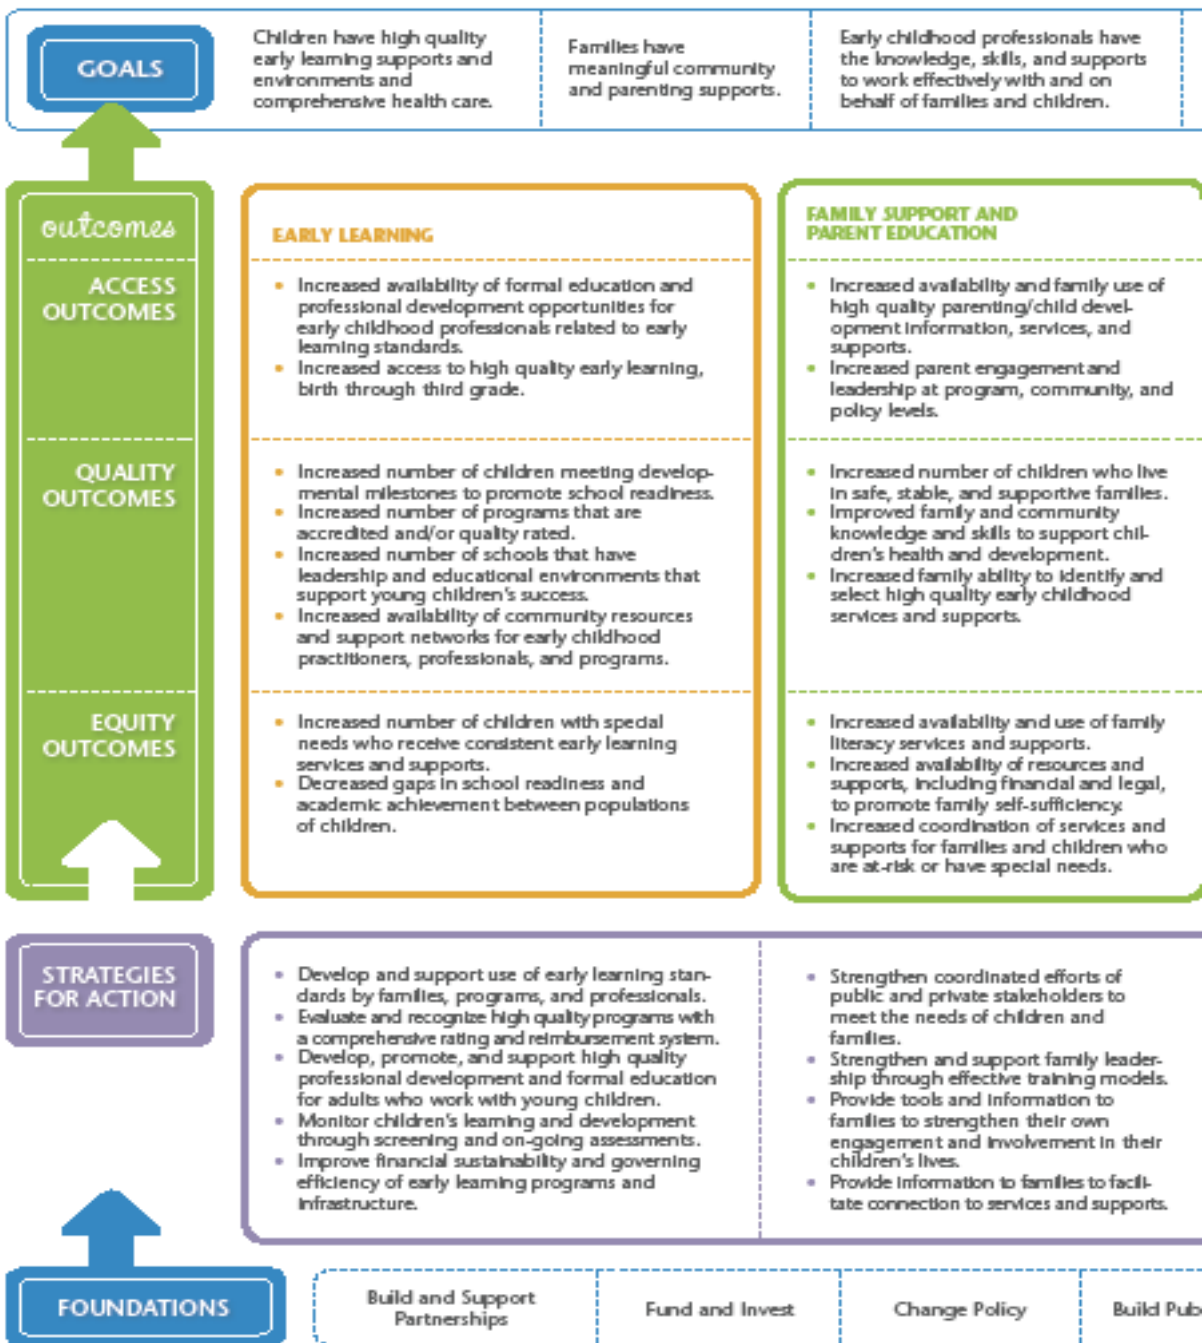 GOALS
Children have high quality
early learning supports and
environments and
comprehensive health care.
Families have
meaningful community
and parenting supports.
Early childhood professionals have
the knowledge, skills, and supports
to work effectively with and on
behalf of families and children.
outcomes
EARLY LEARNING
FAMILY SUPPORT AND
PARENT EDUCATION
ACCESS
OUTCOMES
• Increased availability of formal education and
professional development opportunities for
early childhood professionals related to early
learning standards.
• Increased access to high quality early learning,
birth through third grade.
• Increased availability and family use of
high quality parenting/child devel-
opment information, services, and
supports.
• Increased parent engagement and
leadership at program, community, and
policy levels.
QUALITY
OUTCOMES
• Increased number of children meeting develop-
mental milestones to promote school readiness.
• Increased number of programs that are
accredited and/or quality rated.
• Increased number of schools that have
leadership and educational environments that
support young children's success.
• Increased availability of community resources
and support networks for early childhood
practitioners, professionals, and programs.
• Increased number of children who live
in safe, stable, and supportive families.
• Improved family and community
knowledge and skills to support chil-
dren's health and development.
• Increased family ability to identify and
select high quality early childhood
services and supports.
EQUITY
OUTCOMES
• Increased number of children with special
needs who receive consistent early learning
services and supports.
• Decreased gaps in school readiness and
academic achievement between populations
of children.
• Increased availability and use of family
literacy services and supports.
• Increased availability of resources and
supports, including financial and legal,
to promote family self-sufficiency.
• Increased coordination of services and
supports for families and children who
are at-risk or have special needs.
STRATEGIES
FOR ACTION
• Develop and support use of early learning stan-
dards by families, programs, and professionals.
• Evaluate and recognize high quality programs with
a comprehensive rating and reimbursement system.
• Develop, promote, and support high quality
professional development and formal education
for adults who work with young children.
• Monitor children's learning and development
through screening and on-going assessments.
• Improve financial sustainability and governing
efficiency of early learning programs and
infrastructure.
• Strengthen coordinated efforts of
public and private stakeholders to
meet the needs of children and
families.
• Strengthen and support family leader-
ship through effective training models.
• Provide tools and information to
families to strengthen their own
engagement and involvement in their
children's lives.
• Provide information to families to facili-
tate connection to services and supports.
FOUNDATIONS
Build and Support
Partnerships
Fund and Invest
Change Policy
Build